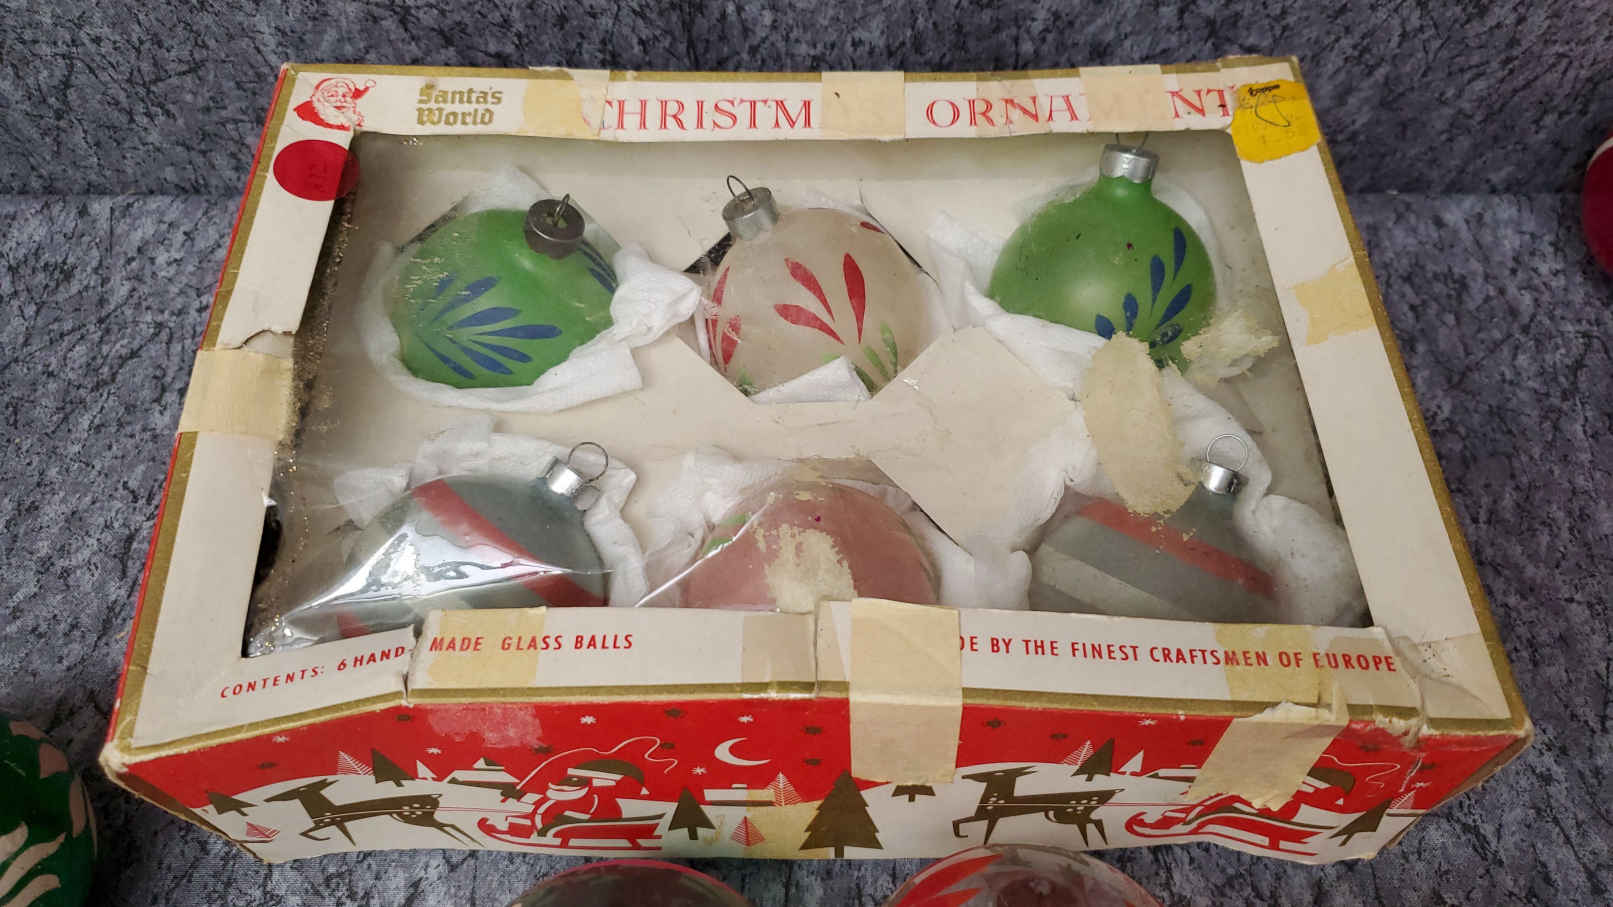 Santa's
World
CHRISTM ORNA NT
CONTENTS: 6 HAND-MADE GLASS BALLS
DE BY THE FINEST CRAFTSMEN OF EUROPE